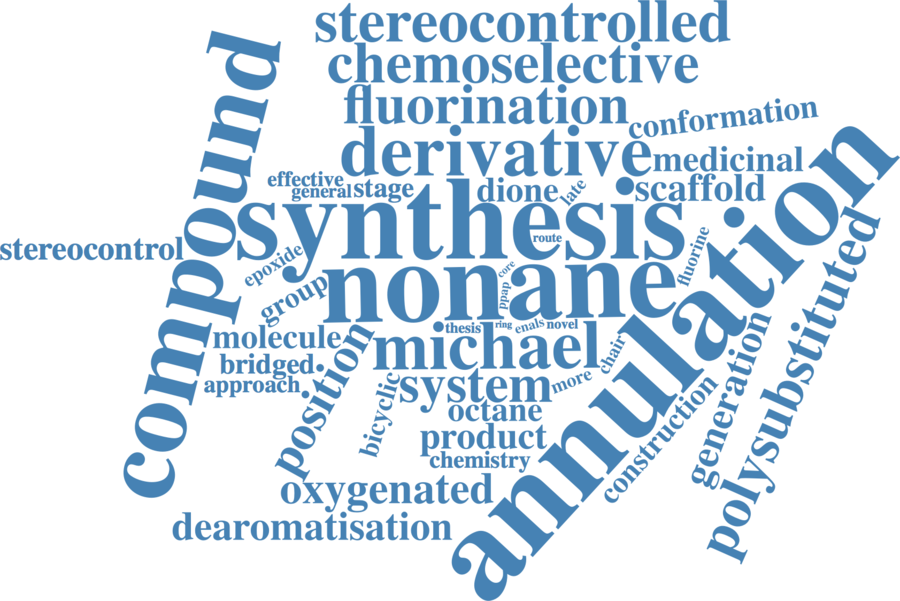 stereocontrolled
chemoselective
fluorination
conformation
derivative
medicinal
compound
effective
general
stage
dione
late
scaffold
synthesis
route
stereocontrol
epoxide
fluorine
annulation
polysubstituted
group
nonane
core
ppap
thesis
ring
enals
novel
molecule
michael
chair
bridged
approach
position
bicyclic
system
more
generation
construction
octane
product
chemistry
oxygenated
dearomatisation